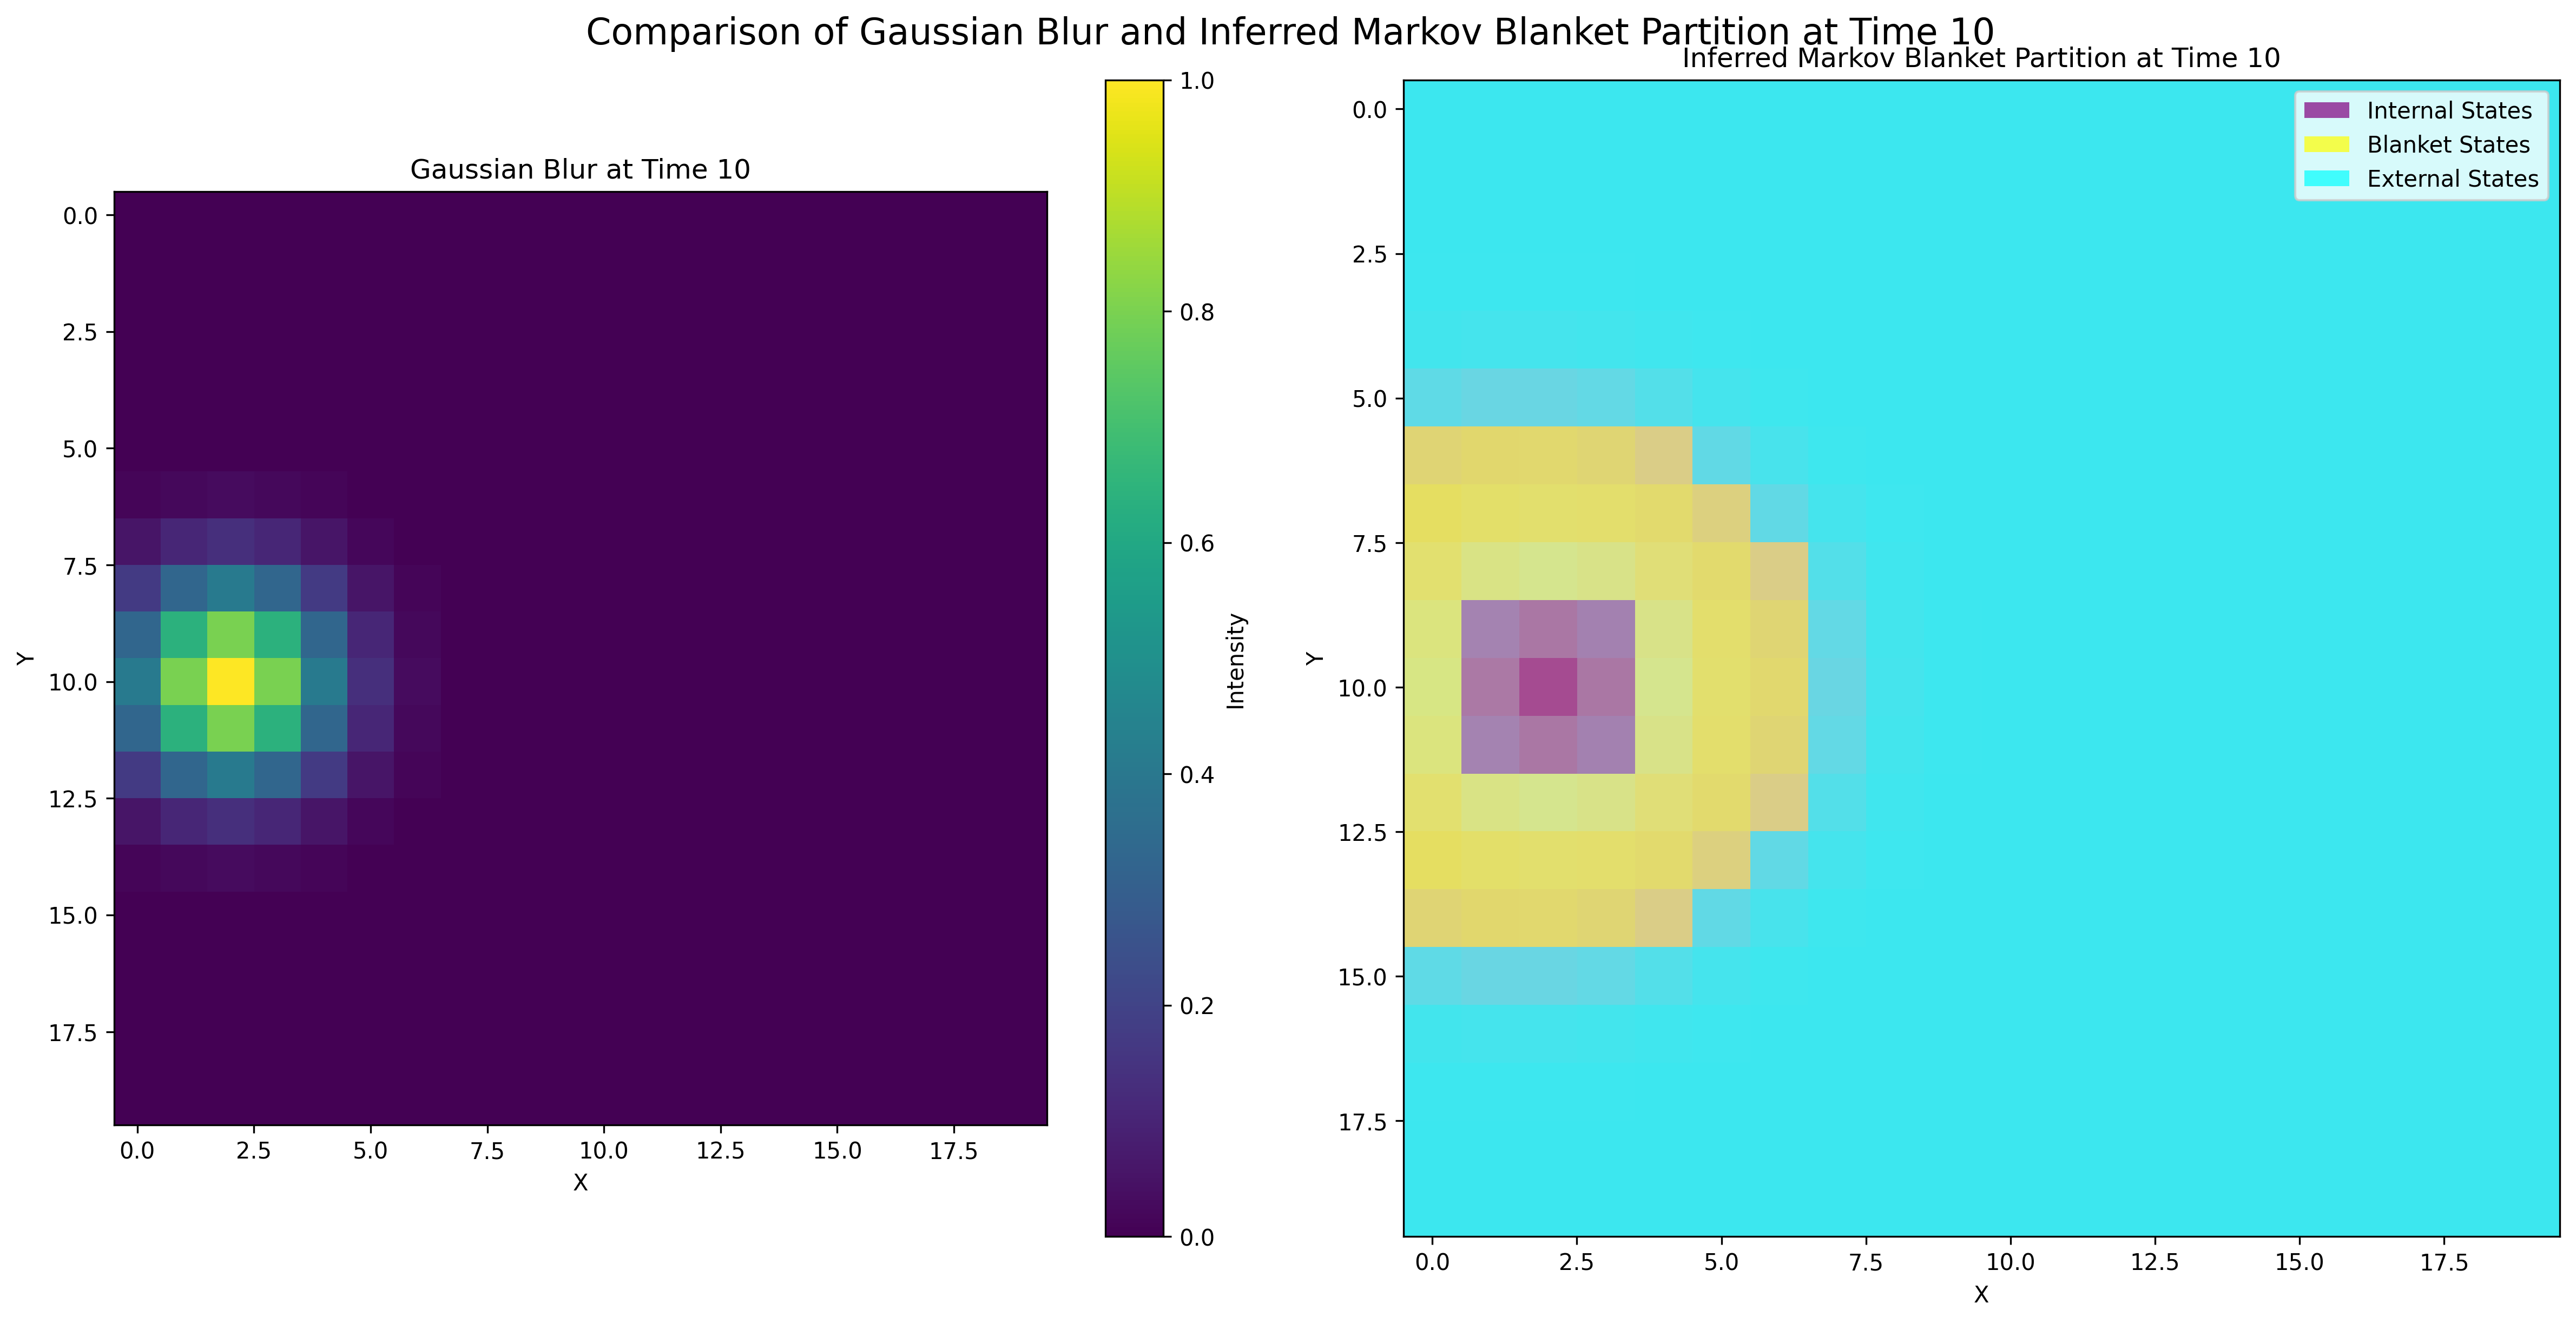 Comparison of Gaussian Blur and Inferred Markov Blanket Partition at Time 10
Gaussian Blur at Time 10
0.0
2.5
5.0
7.5
10.0
12.5
15.0
17.5
Y
0.0 2.5 5.0 7.5 10.0 12.5 15.0 17.5
X
1.0
0.8
0.6
0.4
0.2
0.0
Intensity
Inferred Markov Blanket Partition at Time 10
Internal States
Blanket States
External States
0.0
2.5
5.0
7.5
10.0
12.5
15.0
17.5
Y
0.0 2.5 5.0 7.5 10.0 12.5 15.0 17.5
X